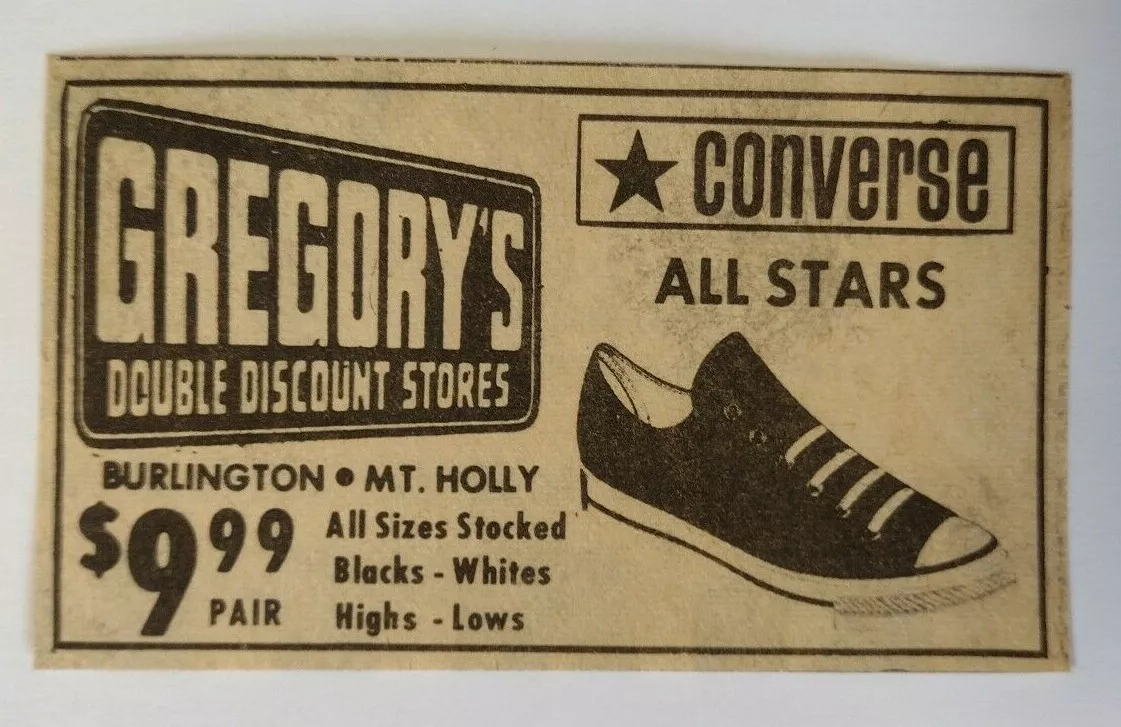 GREGORY'S
DOUBLE DISCOUNT STORES
BURLINGTON • MT. HOLLY
$9.99
PAIR
All Sizes Stocked
Blacks - Whites
Highs - Lows
★ CONVERSE
ALL STARS